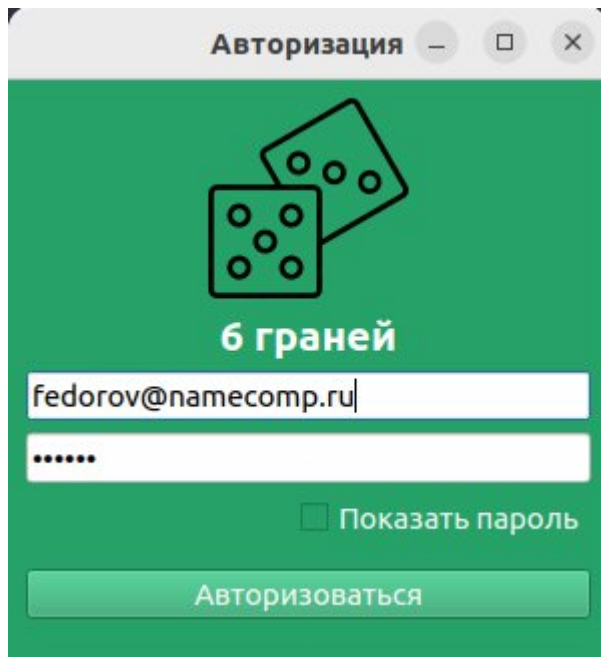 Авторизация
6 граней
fedorov@namecomp.ru
••••••
Показать пароль
Авторизоваться